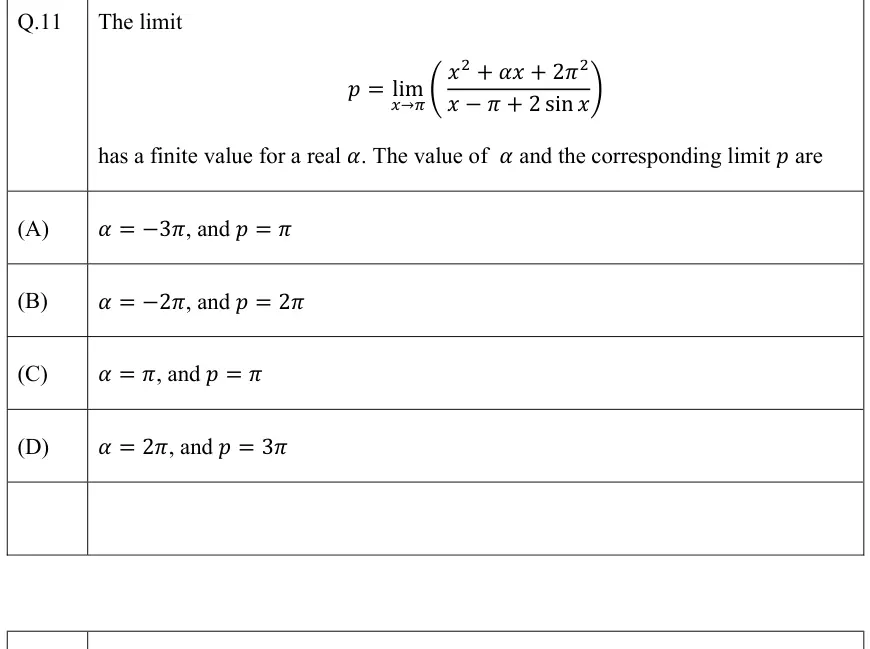 Q.11 The limit
𝑝 = lim𝑥→𝜋 ((𝑥² + 𝛼𝑥 + 2𝜋²)/(𝑥 − 𝜋 + 2 sin 𝑥))
has a finite value for a real 𝛼. The value of 𝛼 and the corresponding limit 𝑝 are
(A) 𝛼 = −3𝜋, and 𝑝 = 𝜋
(B) 𝛼 = −2𝜋, and 𝑝 = 2𝜋
(C) 𝛼 = 𝜋, and 𝑝 = 𝜋
(D) 𝛼 = 2𝜋, and 𝑝 = 3𝜋